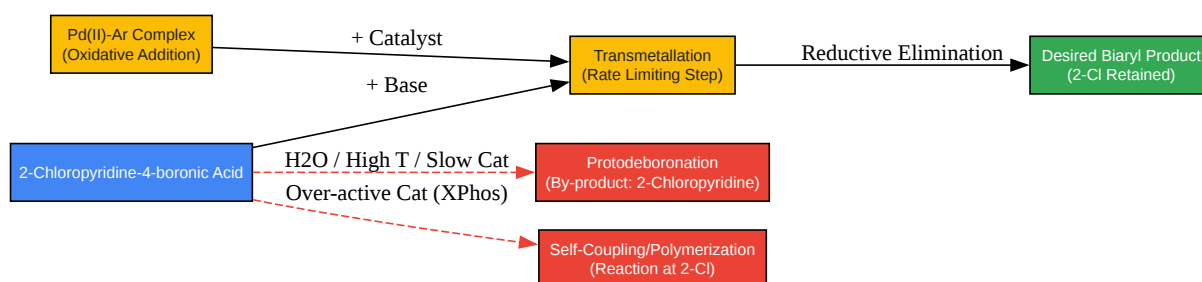 Pd(II)-Ar Complex
(Oxidative Addition)
+ Catalyst
Transmetallation
(Rate Limiting Step)
Reductive Elimination
Desired Biaryl Product
(2-Cl Retained)
+ Base
2-Chloropyridine-4-boronic Acid
H2O / High T / Slow Cat
Protodeboronation
(By-product: 2-Chloropyridine)
Over-active Cat (XPhos)
Self-Coupling/Polymerization
(Reaction at 2-Cl)